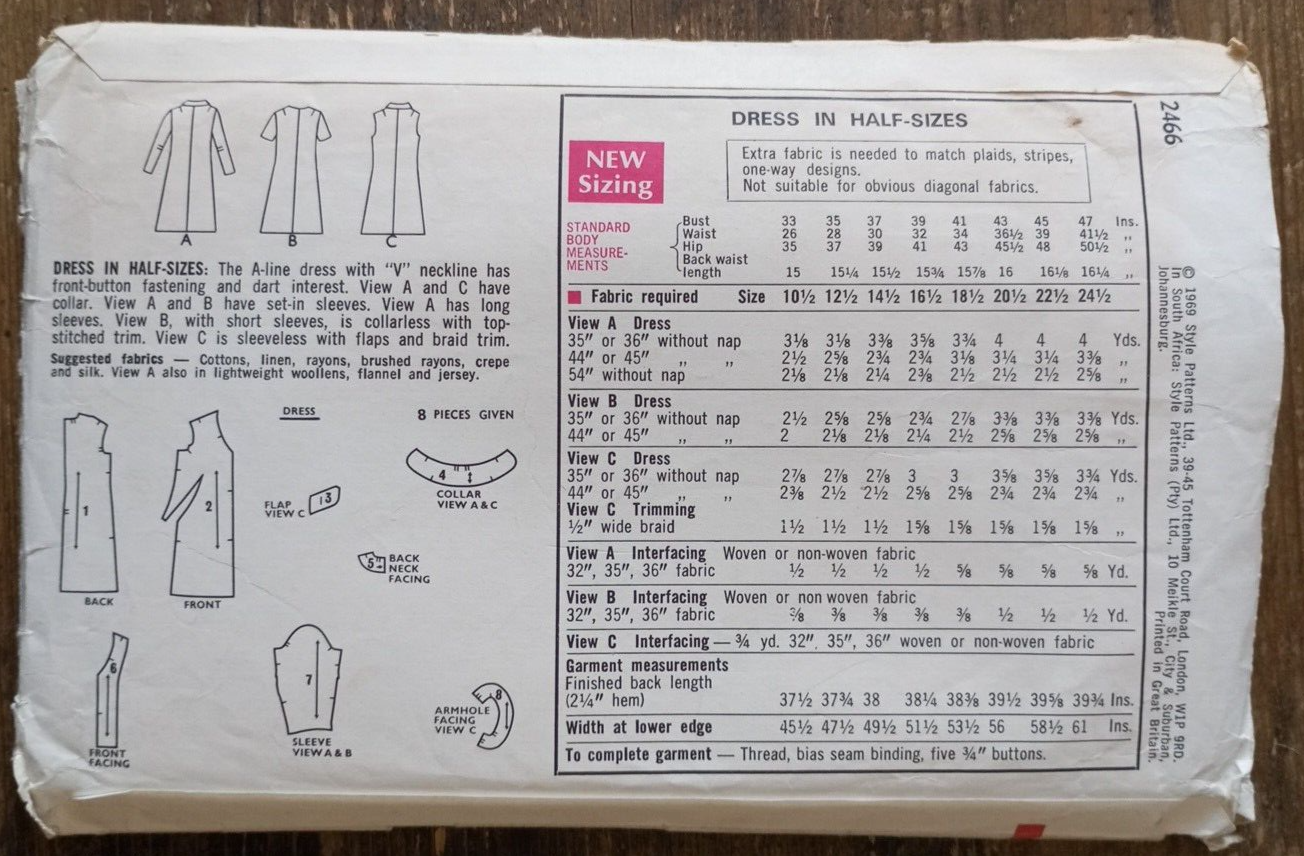 A B C
DRESS IN HALF-SIZES: The A-line dress with "V" neckline has
front-button fastening and dart interest. View A and C have
collar. View A and B have set-in sleeves. View A has long
sleeves. View B, with short sleeves, is collarless with top-
stitched trim. View C is sleeveless with flaps and braid trim.
Suggested fabrics — Cottons, linen, rayons, brushed rayons, crepe
and silk. View A also in lightweight woollens, flannel and jersey.
DRESS 8 PIECES GIVEN
1
BACK
2
FRONT
FLAP
VIEW C
13
4
COLLAR
VIEW A & C
5
BACK
NECK
FACING
6
FRONT
FACING
7
SLEEVE
VIEW A & B
8
ARMHOLE
FACING
VIEW C
DRESS IN HALF-SIZES
NEW
Sizing
Extra fabric is needed to match plaids, stripes,
one-way designs.
Not suitable for obvious diagonal fabrics.
STANDARD
BODY
MEASURE-
MENTS
Bust 33 35 37 39 41 43 45 47 Ins.
Waist 26 28 30 32 34 36½ 39 41½ ,,
Hip 35 37 39 41 43 45½ 48 50½ ,,
Back waist
length 15 15¼ 15½ 15¾ 15⅞ 16 16⅛ 16¼ ,,
Fabric required Size 10½ 12½ 14½ 16½ 18½ 20½ 22½ 24½
View A Dress
35" or 36" without nap 3⅛ 3⅛ 3⅜ 3⅝ 3¾ 4 4 4 Yds.
44" or 45" ,, ,, 2½ 2⅝ 2¾ 2¾ 3⅛ 3¼ 3¼ 3⅜ ,,
54" without nap 2⅛ 2⅛ 2¼ 2⅜ 2½ 2½ 2½ 2⅝ ,,
View B Dress
35" or 36" without nap 2½ 2⅝ 2⅝ 2¾ 2⅞ 3⅜ 3⅜ 3⅜ Yds.
44" or 45" ,, ,, 2 2⅛ 2⅛ 2¼ 2½ 2⅝ 2⅝ 2⅝ ,,
View C Dress
35" or 36" without nap 2⅞ 2⅞ 2⅞ 3 3 3⅝ 3⅝ 3¾ Yds.
44" or 45" ,, ,, 2⅜ 2½ 2½ 2⅝ 2⅝ 2¾ 2¾ 2¾ ,,
View C Trimming
½" wide braid 1½ 1½ 1½ 1⅝ 1⅝ 1⅝ 1⅝ 1⅝ ,,
View A Interfacing Woven or non-woven fabric
32", 35", 36" fabric ½ ½ ½ ½ ⅝ ⅝ ⅝ ⅝ Yd.
View B Interfacing Woven or non woven fabric
32", 35", 36" fabric ⅜ ⅜ ⅜ ⅜ ⅜ ½ ½ ½ Yd.
View C Interfacing — ¾ yd. 32", 35", 36" woven or non-woven fabric
Garment measurements
Finished back length
(2¼" hem) 37½ 37¾ 38 38¼ 38⅜ 39½ 39⅝ 39¾ Ins.
Width at lower edge 45½ 47½ 49½ 51½ 53½ 56 58½ 61 Ins.
To complete garment — Thread, bias seam binding, five ¾" buttons.
2466
© 1969 Style Patterns Ltd., 39-45 Tottenham Court Road, London, W1P 9RD.
In South Africa: Style Patterns (Pty) Ltd., 10 Meikle St., City & Suburban,
Johannesburg. Printed in Great Britain.